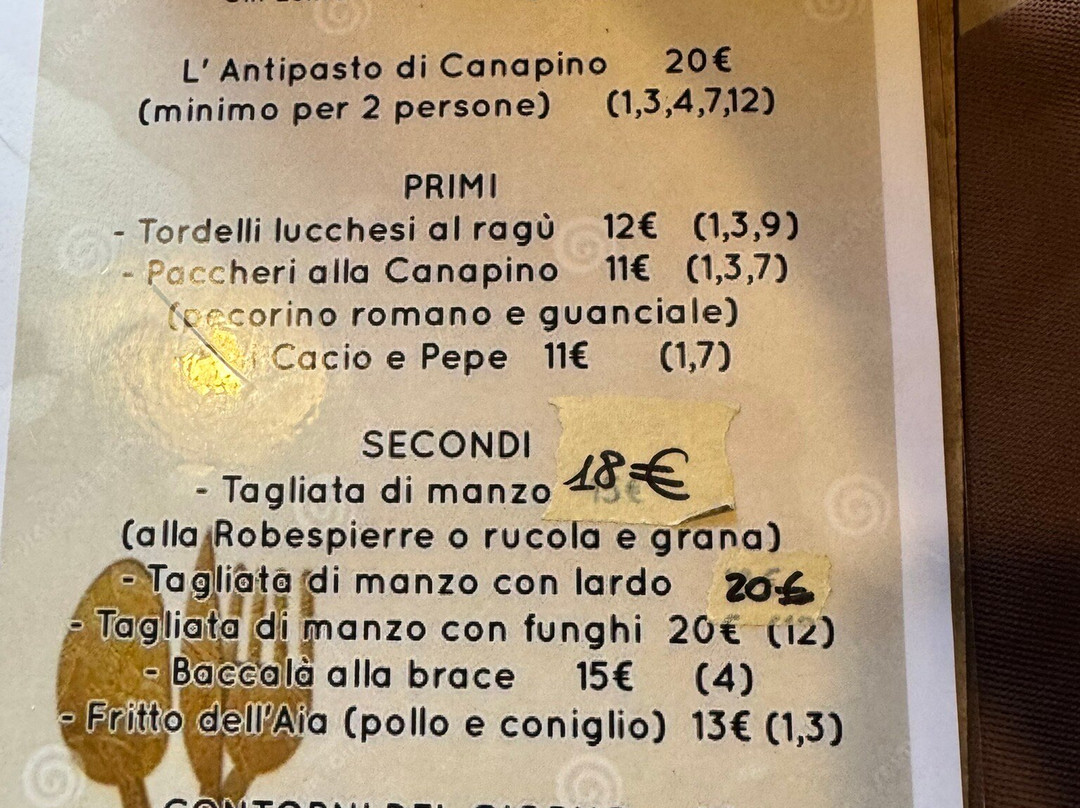 L' Antipasto di Canapino 20€
(minimo per 2 persone) (1,3,4,7,12)
PRIMI
- Tordelli lucchesi al ragù 12€ (1,3,9)
- Paccheri alla Canapino 11€ (1,3,7)
(pecorino romano e guanciale)
Cacio e Pepe 11€ (1,7)
SECONDI
- Tagliata di manzo 18€
(alla Robespierre o rucola e grana)
- Tagliata di manzo con lardo 20€
- Tagliata di manzo con funghi 20€ (12)
- Baccalà alla brace 15€ (4)
- Fritto dell'Aia (pollo e coniglio) 13€ (1,3)